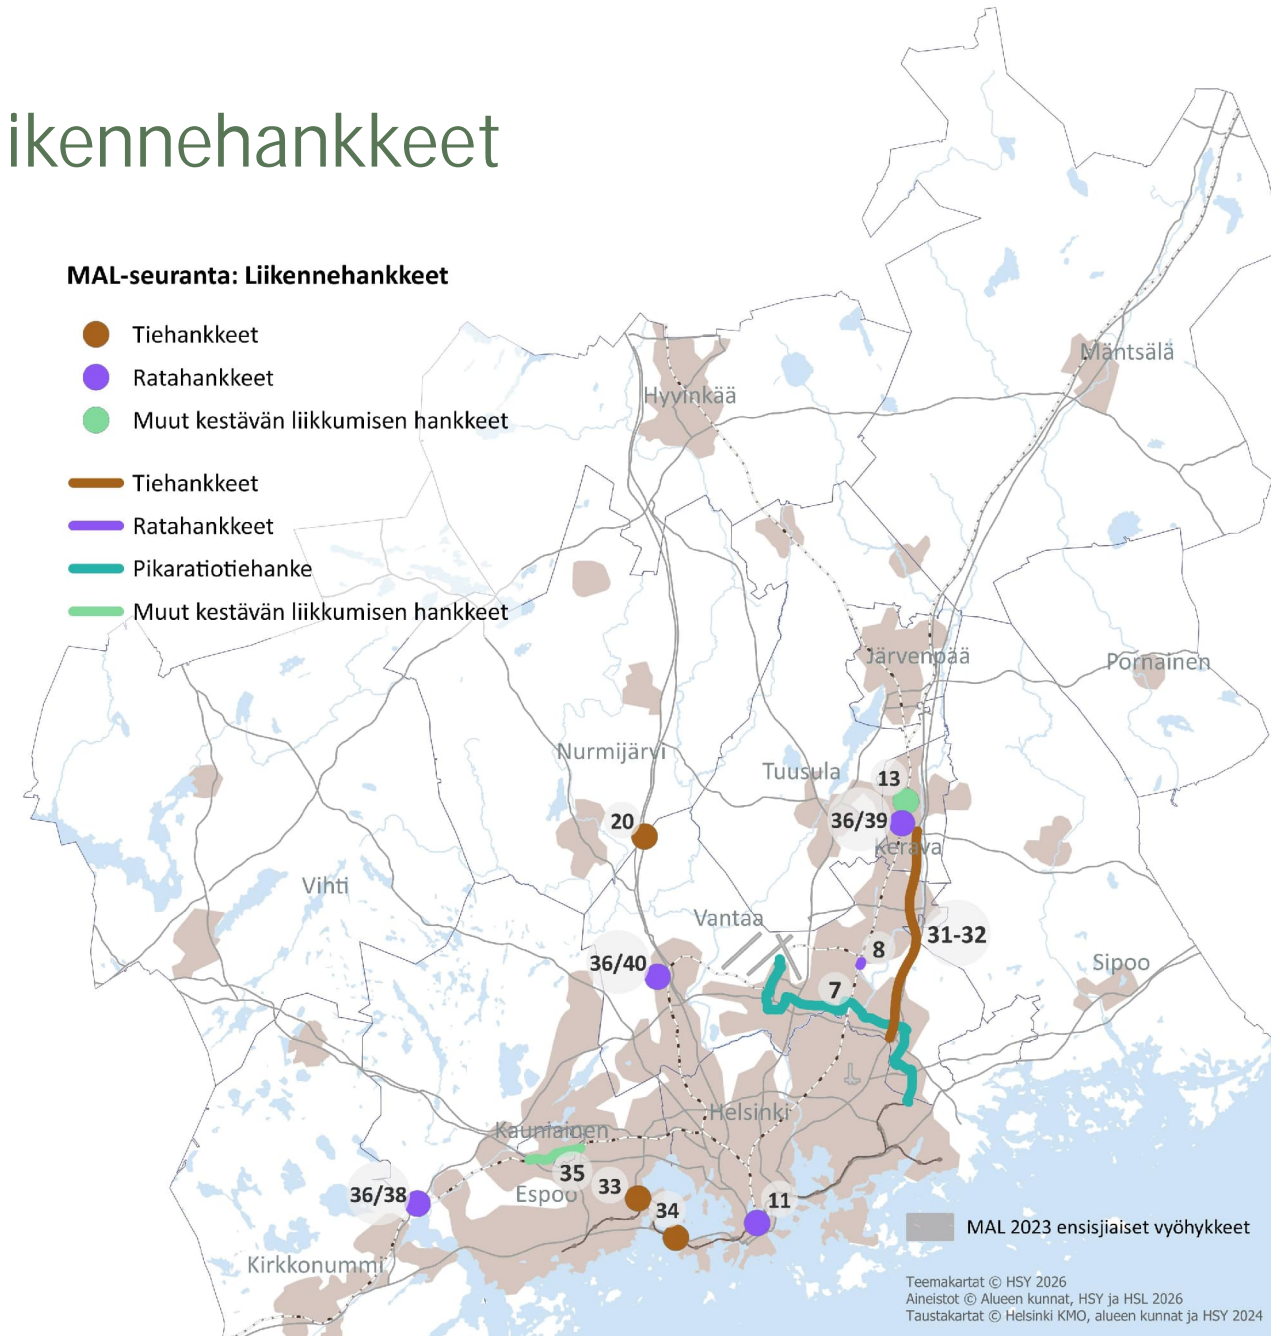 ikennehankkeet
MAL-seuranta: Liikennehankkeet
Tiehankkeet
Ratahankkeet
Muut kestävän liikkumisen hankkeet
Tiehankkeet
Ratahankkeet
Pikaratiotiehanke
Muut kestävän liikkumisen hankkeet
Mäntsälä
Hyvinkää
Järvenpää
Pornainen
Nurmijärvi
Tuusula
13
20
36/39
Kerava
Vihti
Vantaa
31-32
8
36/40
Sipoo
7
Helsinki
Kauniainen
35
33
36/38
Espoo
34
11
Kirkkonummi
MAL 2023 ensisjiaiset vyöhykkeet
Teemakartat © HSY 2026
Aineistot © Alueen kunnat, HSY ja HSL 2026
Taustakartat © Helsinki KMO, alueen kunnat ja HSY 2024